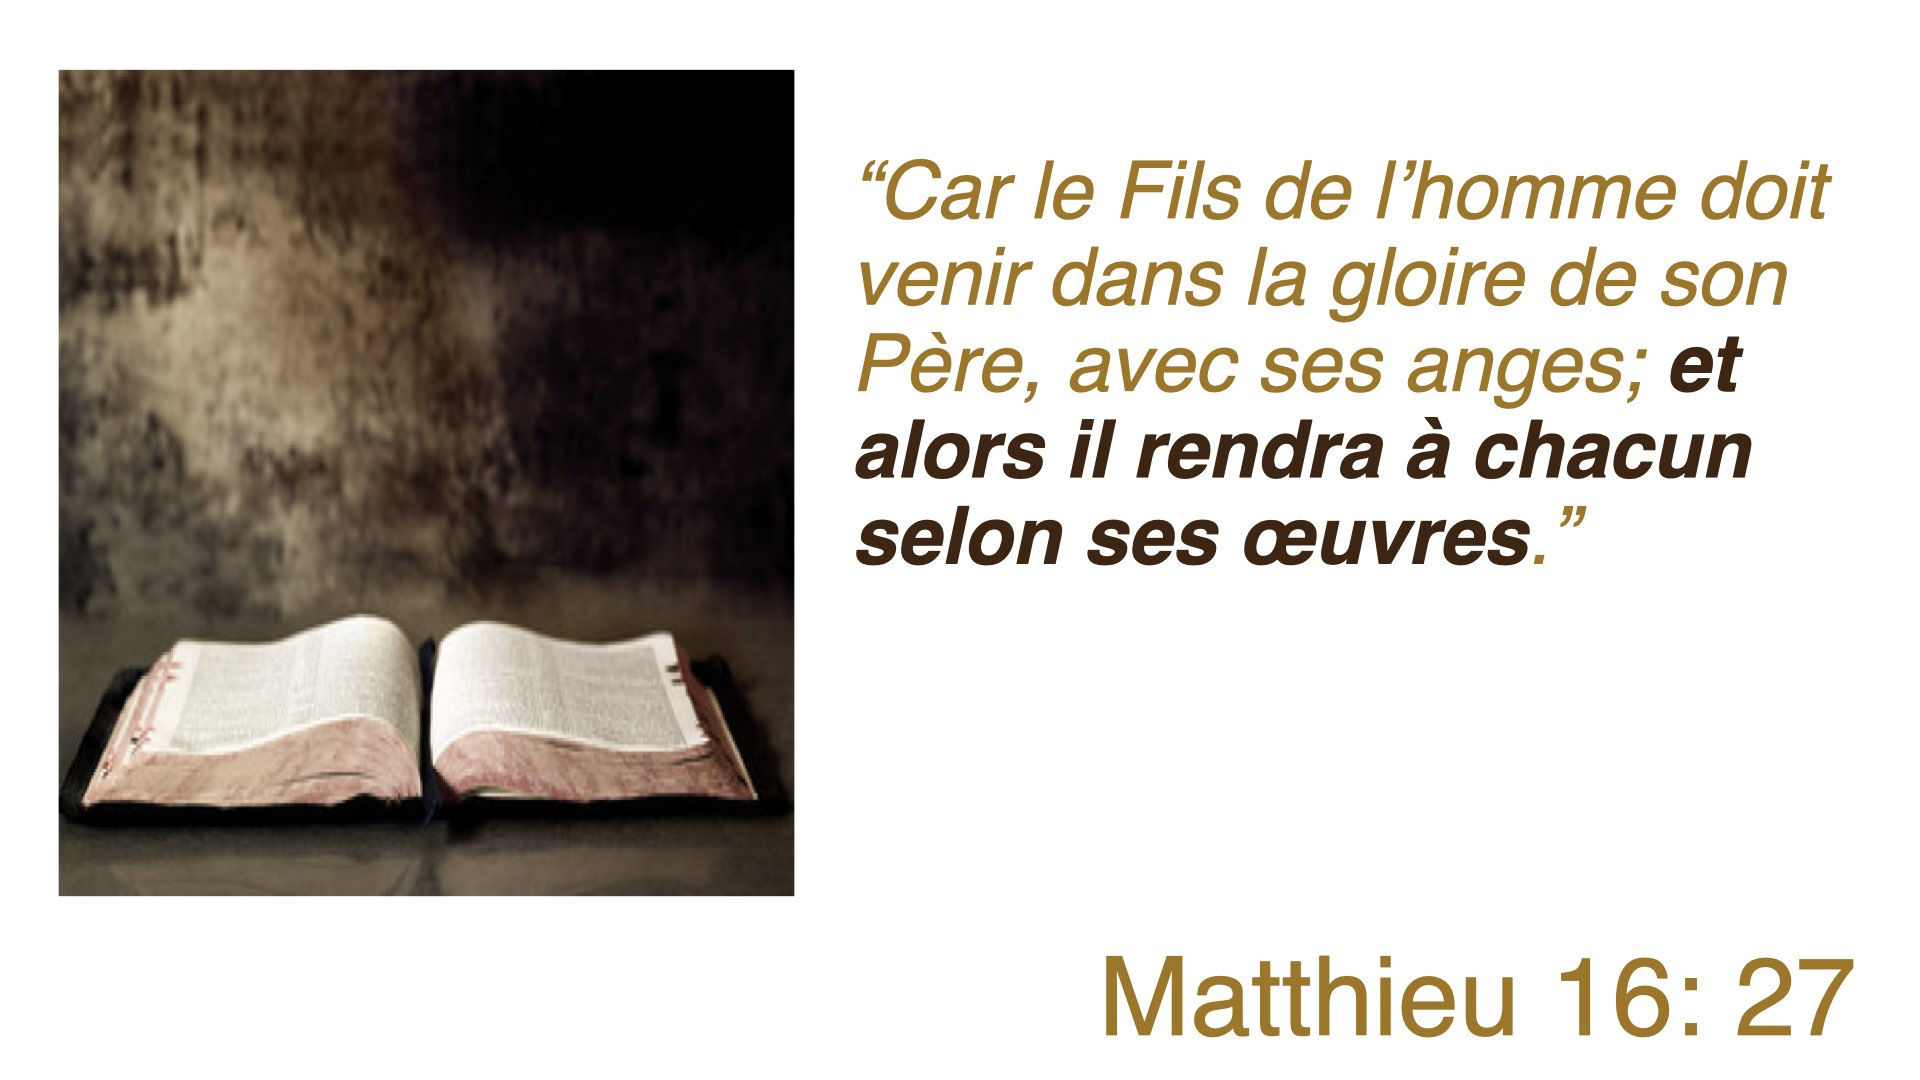 “Car le Fils de l’homme doit
venir dans la gloire de son
Père, avec ses anges; et
alors il rendra à chacun
selon ses œuvres.”
Matthieu 16: 27